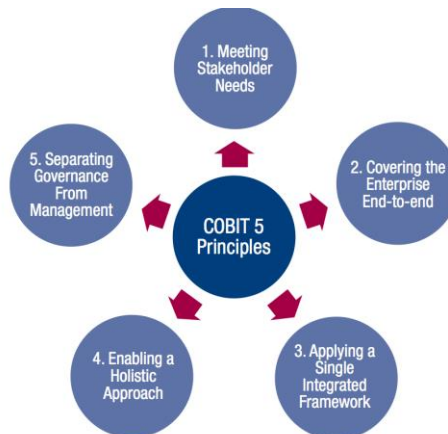 1. Meeting
Stakeholder
Needs
5. Separating
Governance
From
Management
2. Covering the
Enterprise
End-to-end
COBIT 5
Principles
4. Enabling a
Holistic
Approach
3. Applying a
Single
Integrated
Framework